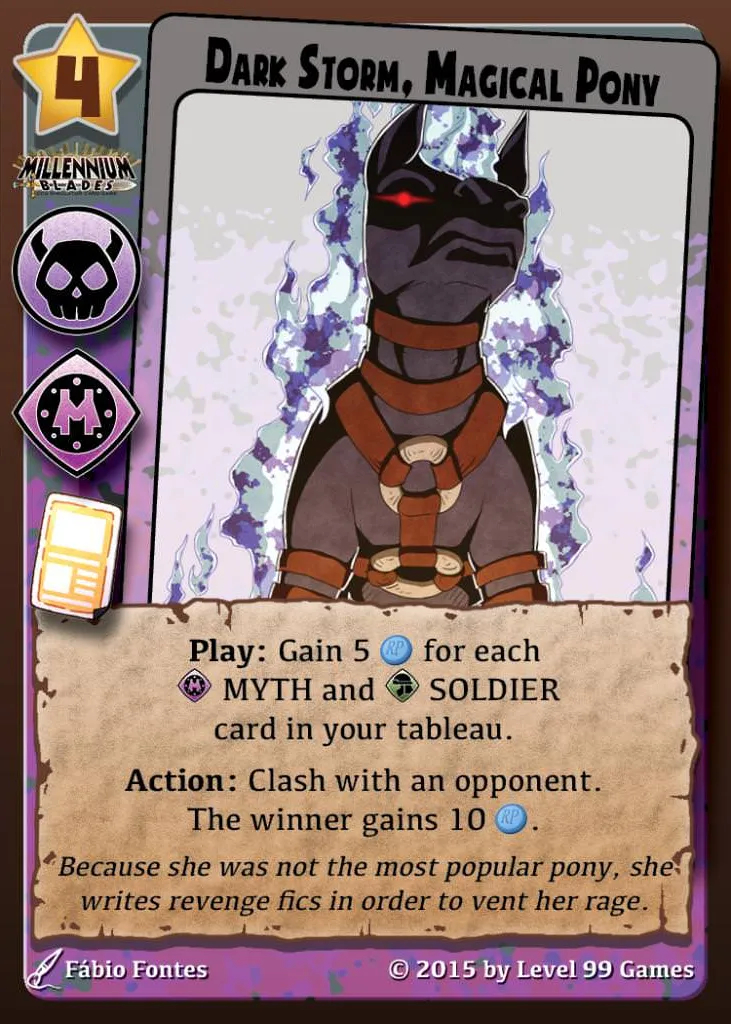 4
DARK STORM, MAGICAL PONY
MILLENNIUM
BLADES
M
Play: Gain 5 RP for each
M MYTH and SOLDIER
card in your tableau.
Action: Clash with an opponent.
The winner gains 10 RP.
Because she was not the most popular pony, she
writes revenge fics in order to vent her rage.
Fábio Fontes
© 2015 by Level 99 Games